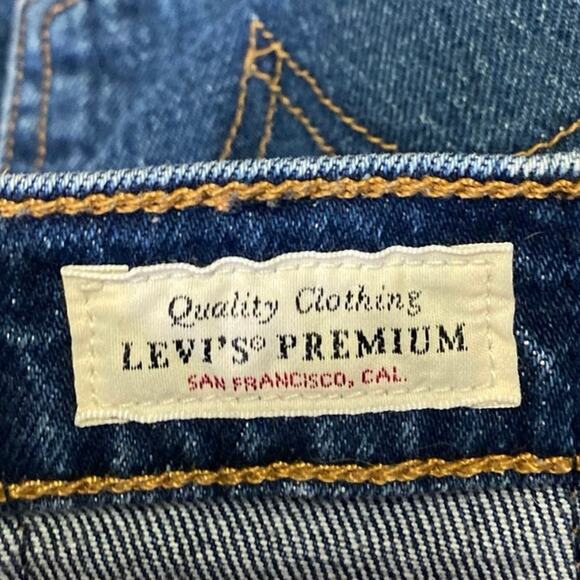 Quality Clothing
LEVI'S® PREMIUM
SAN FRANCISCO, CAL.